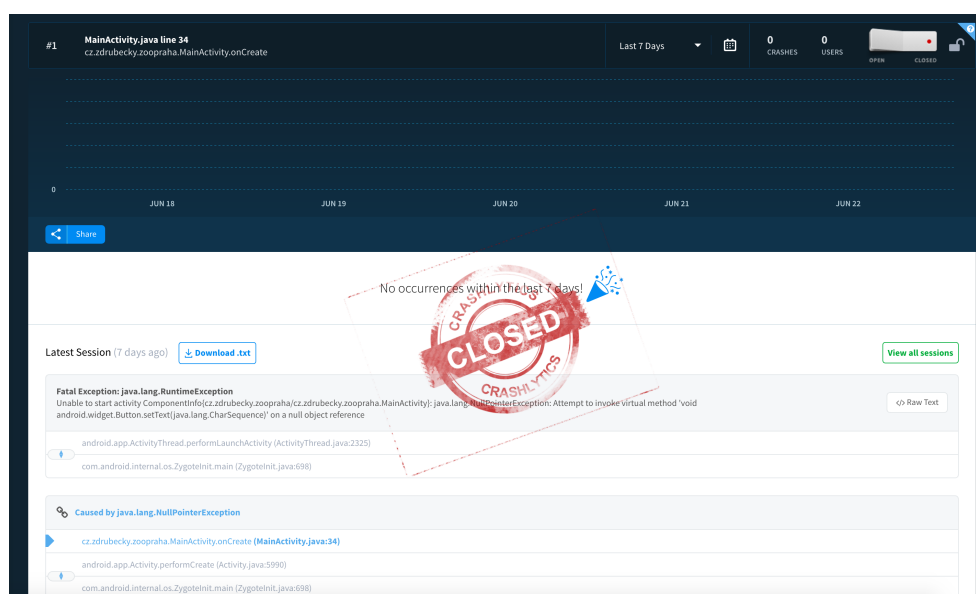 #1
MainActivity.java line 34
cz.zdrubecky.zoopraha.MainActivity.onCreate
Last 7 Days
0
CRASHES
0
USERS
OPEN
CLOSED
?
0
JUN 18
JUN 19
JUN 20
JUN 21
JUN 22
Share
No occurrences within the last 7 days!
CRASHLYTICS
CLOSED
CRASHLYTICS
Latest Session (7 days ago)
Download .txt
View all sessions
Fatal Exception: java.lang.RuntimeException
Unable to start activity ComponentInfo{cz.zdrubecky.zoopraha/cz.zdrubecky.zoopraha.MainActivity}: java.lang.NullPointerException: Attempt to invoke virtual method 'void
android.widget.Button.setText(java.lang.CharSequence)' on a null object reference
</> Raw Text
android.app.ActivityThread.performLaunchActivity (ActivityThread.java:2325)
com.android.internal.os.ZygoteInit.main (ZygoteInit.java:698)
Caused by java.lang.NullPointerException
cz.zdrubecky.zoopraha.MainActivity.onCreate (MainActivity.java:34)
android.app.Activity.performCreate (Activity.java:5990)
com.android.internal.os.ZygoteInit.main (ZygoteInit.java:698)